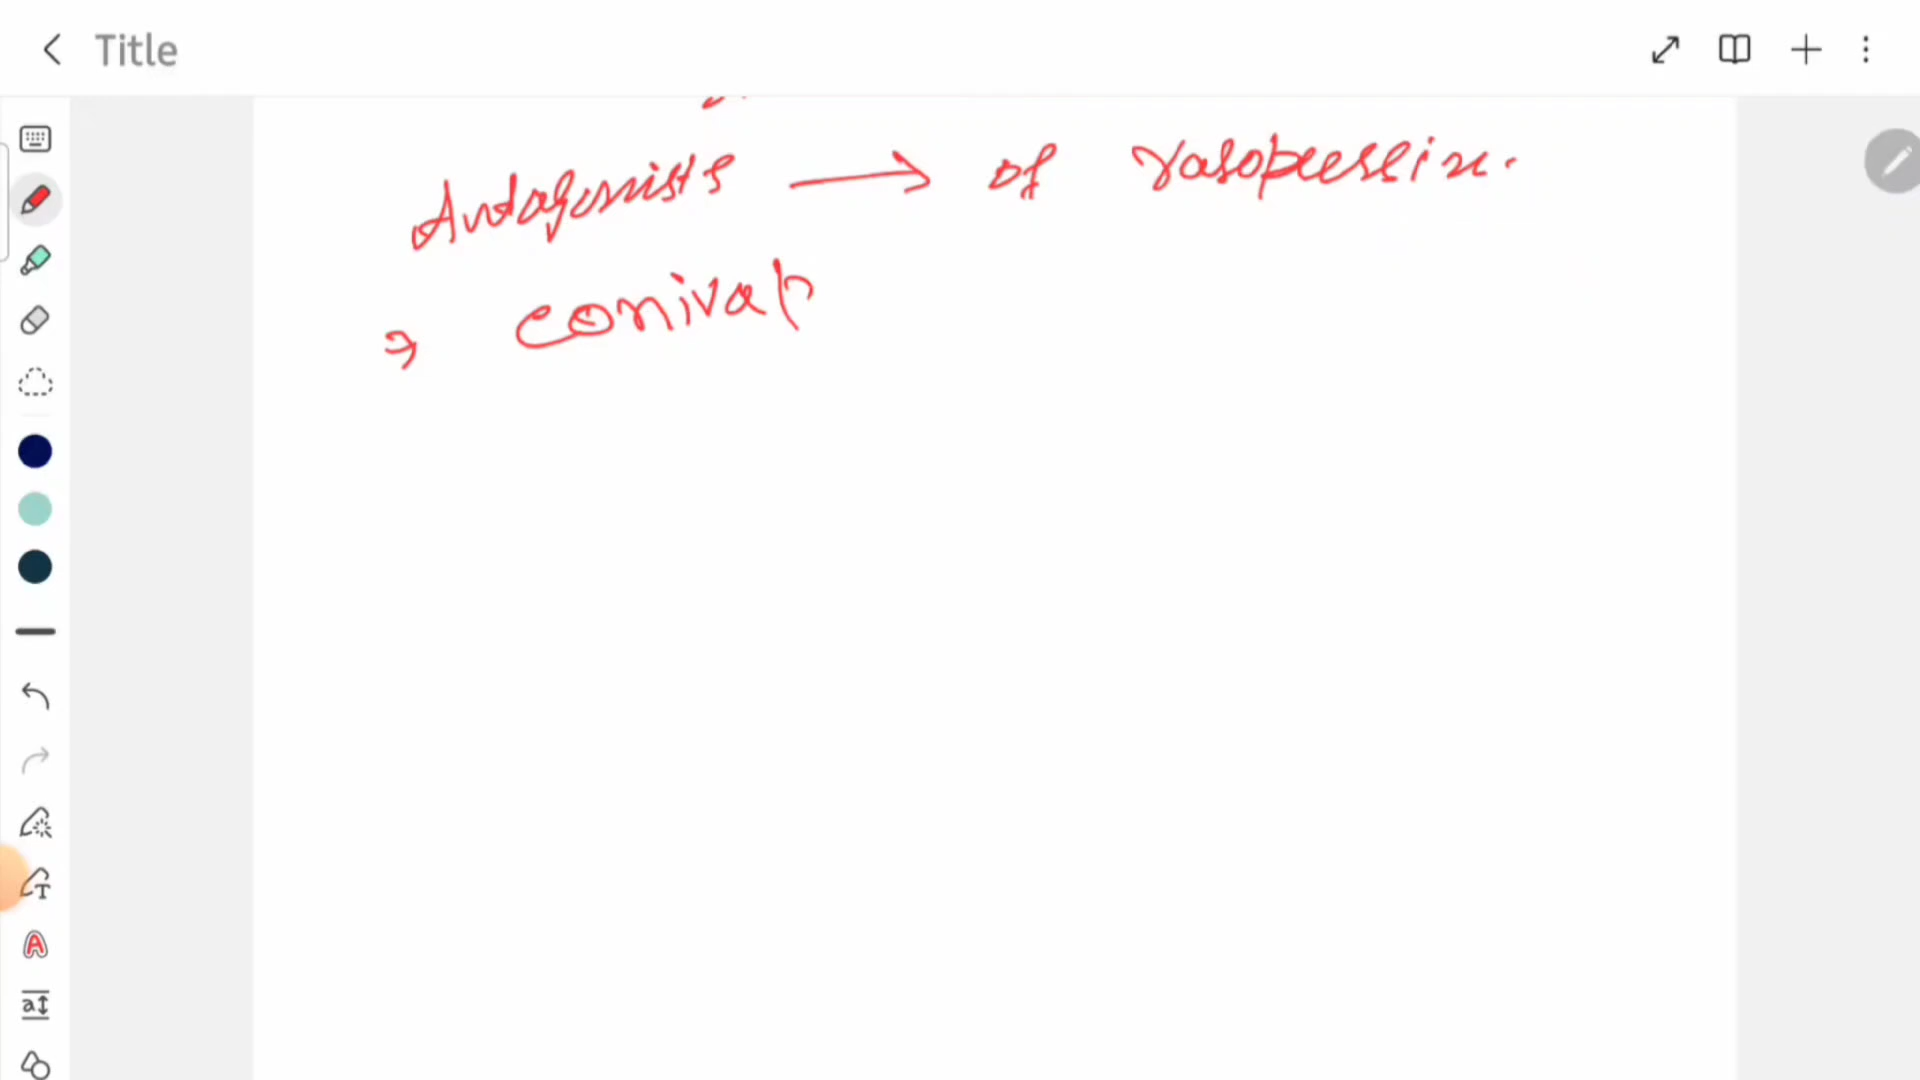 Title
Antagonists → of vasopressin.
⇒ conivap